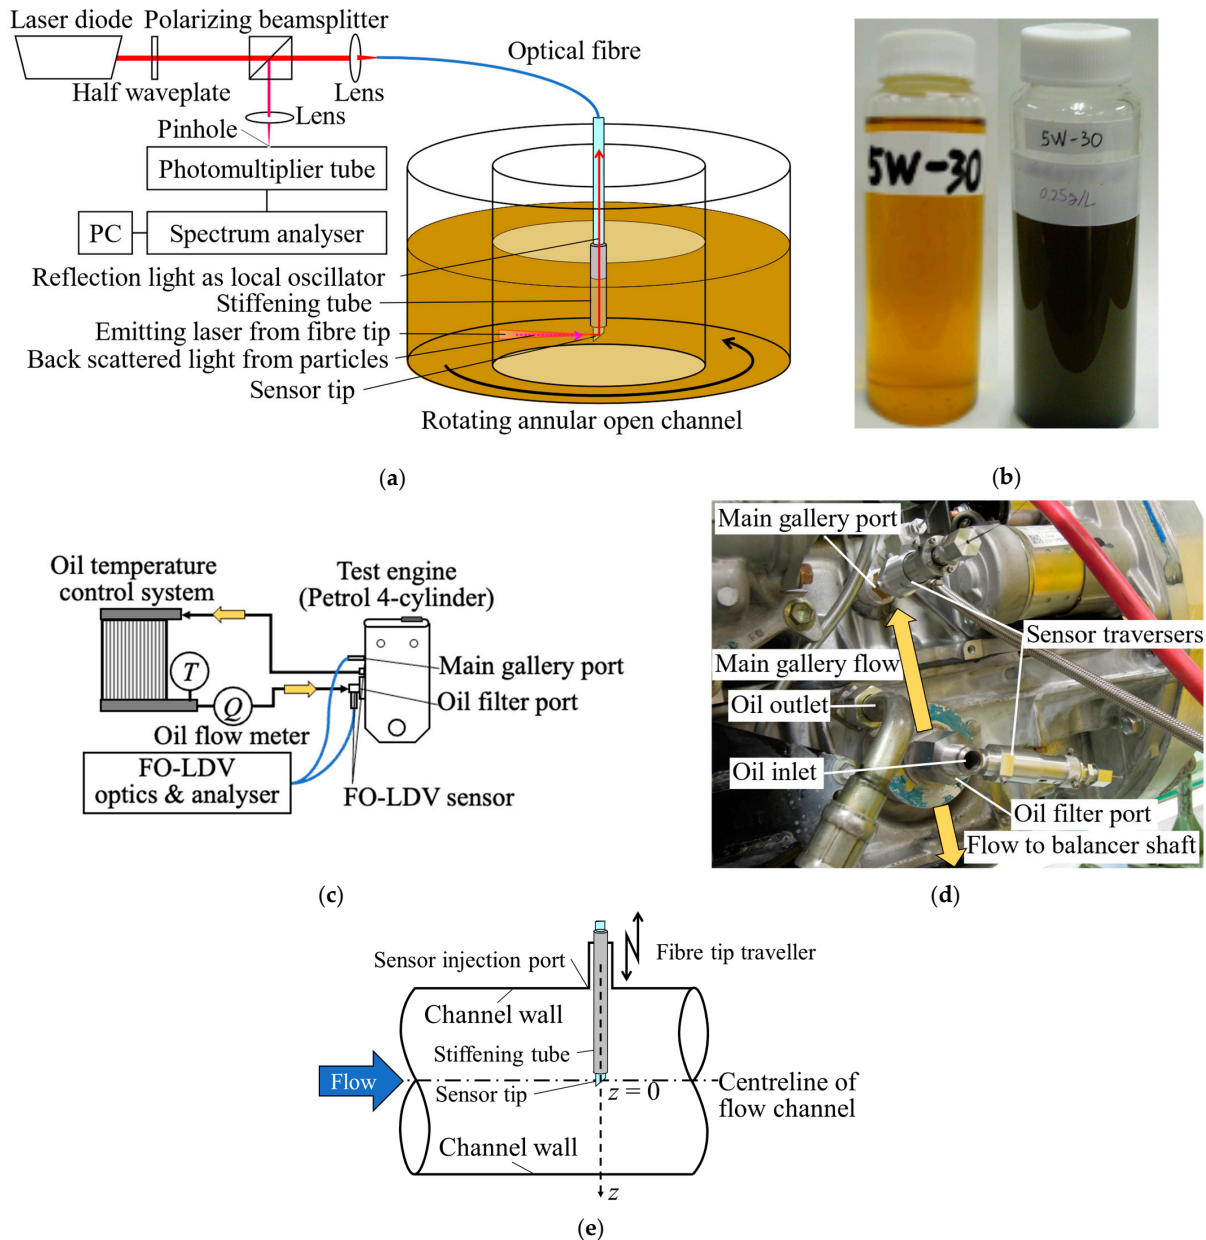 Laser diode
Polarizing beamsplitter
Optical fibre
Half waveplate
Lens
Lens
Pinhole
Photomultiplier tube
PC
Spectrum analyser
Reflection light as local oscillator
Stiffening tube
Emitting laser from fibre tip
Back scattered light from particles
Sensor tip
Rotating annular open channel
(a)
5W-30
5W-30
0.25g/L
(b)
Oil temperature
control system
T
Q
Oil flow meter
Test engine
(Petrol 4-cylinder)
Main gallery port
Oil filter port
FO-LDV
optics & analyser
FO-LDV sensor
(c)
Main gallery port
Sensor traversers
Main gallery flow
Oil outlet
Oil inlet
Oil filter port
Flow to balancer shaft
(d)
Sensor injection port
Fibre tip traveller
Channel wall
Stiffening tube
Flow
Sensor tip
z = 0
Centreline of
flow channel
Channel wall
z
(e)